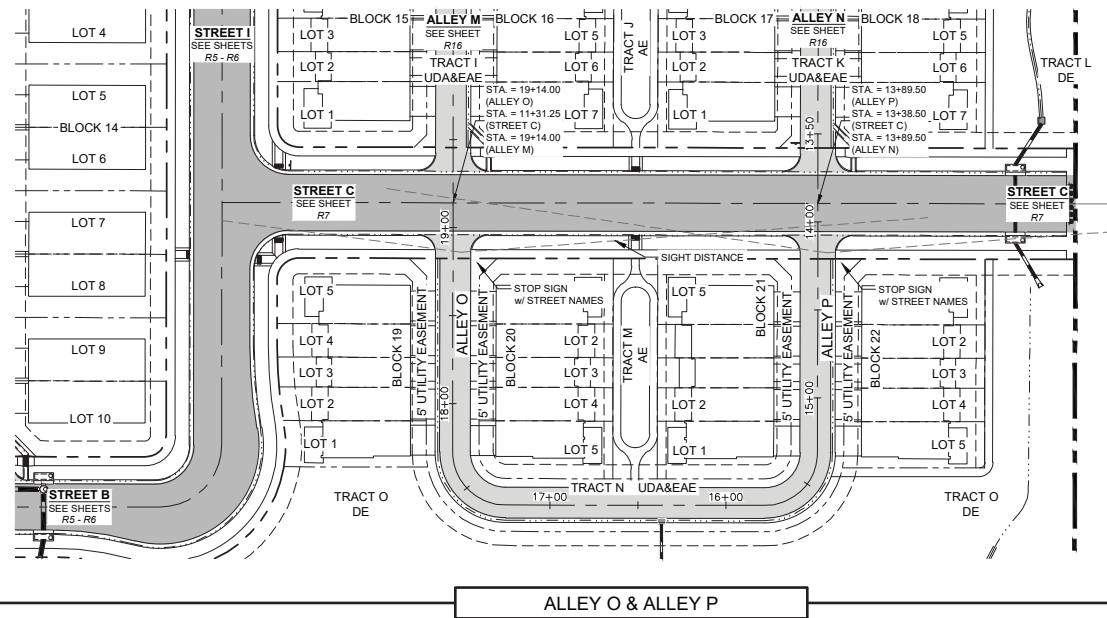 BLOCK 15
ALLEY M
SEE SHEET
R16
BLOCK 16
TRACT J
AE
BLOCK 17
ALLEY N
SEE SHEET
R16
BLOCK 18
LOT 4
STREET I
SEE SHEETS
R5 - R6
LOT 3
LOT 5
LOT 3
LOT 5
LOT 2
TRACT I
UDA&EAE
LOT 6
LOT 2
TRACT K
UDA&EAE
LOT 6
TRACT L
DE
LOT 5
BLOCK 14
LOT 6
LOT 1
STA. = 19+14.00
(ALLEY O)
STA. = 11+31.25
(STREET C)
STA. = 19+14.00
(ALLEY M)
LOT 7
LOT 1
13+50
STA. = 13+89.50
(ALLEY P)
STA. = 13+38.50
(STREET C)
STA. = 13+89.50
(ALLEY N)
LOT 7
STREET C
SEE SHEET
R7
STREET C
SEE SHEET
R7
LOT 7
19+00
14+00
SIGHT DISTANCE
LOT 8
LOT 5
STOP SIGN
w/ STREET NAMES
LOT 5
STOP SIGN
w/ STREET NAMES
LOT 9
LOT 10
LOT 4
LOT 3
LOT 2
LOT 1
BLOCK 19
5' UTILITY EASEMENT
ALLEY O
18+00
5' UTILITY EASEMENT
BLOCK 20
LOT 2
LOT 3
LOT 4
LOT 5
TRACT M
AE
LOT 2
LOT 1
BLOCK 21
5' UTILITY EASEMENT
ALLEY P
15+00
5' UTILITY EASEMENT
BLOCK 22
LOT 2
LOT 3
LOT 4
LOT 5
STREET B
SEE SHEETS
R5 - R6
TRACT O
DE
17+00
TRACT N UDA&EAE
16+00
TRACT O
DE
ALLEY O & ALLEY P